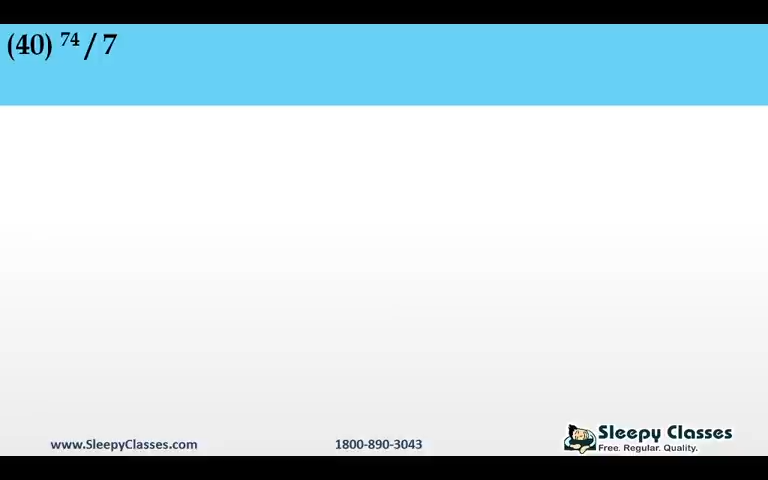 (40) ⁷⁴ / 7
www.SleepyClasses.com
1800-890-3043
Sleepy Classes
Free. Regular. Quality.